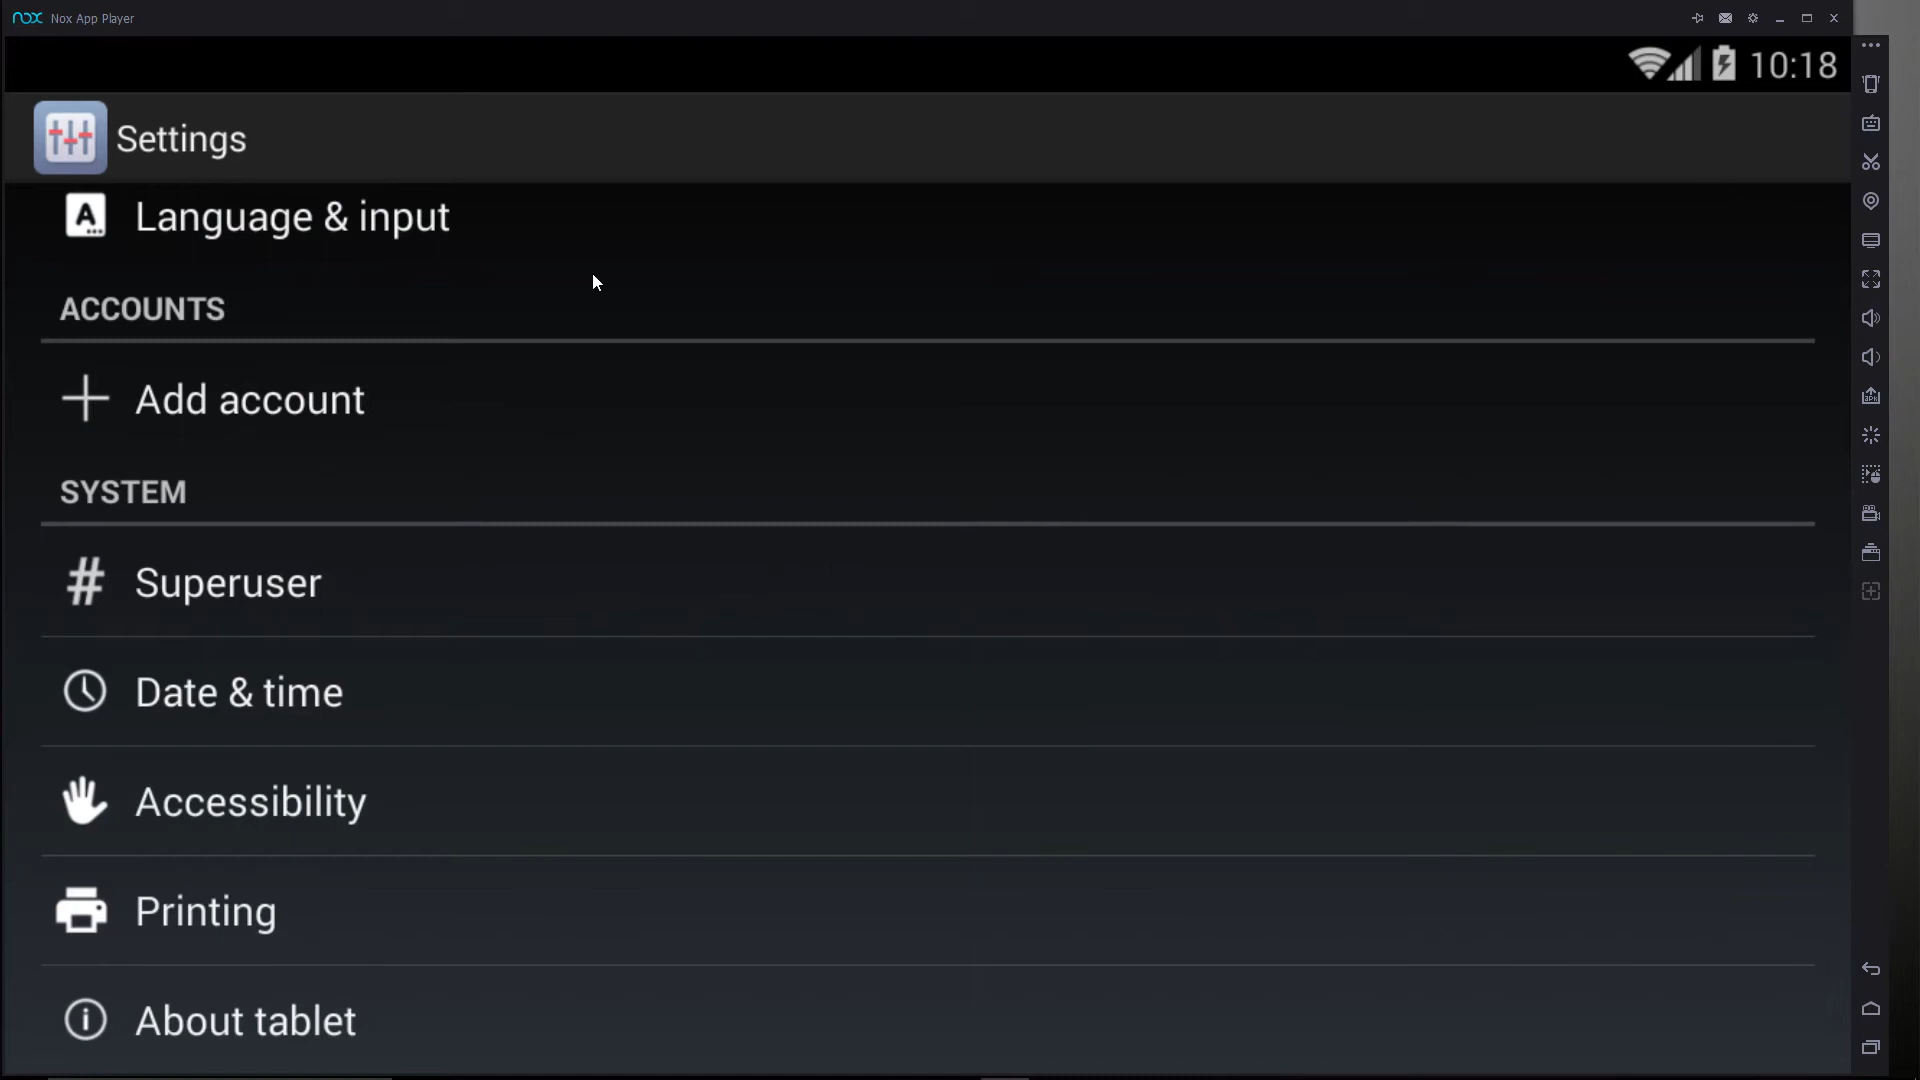 nox Nox App Player
10:18
Settings
Language & input
ACCOUNTS
Add account
SYSTEM
# Superuser
Date & time
Accessibility
Printing
About tablet